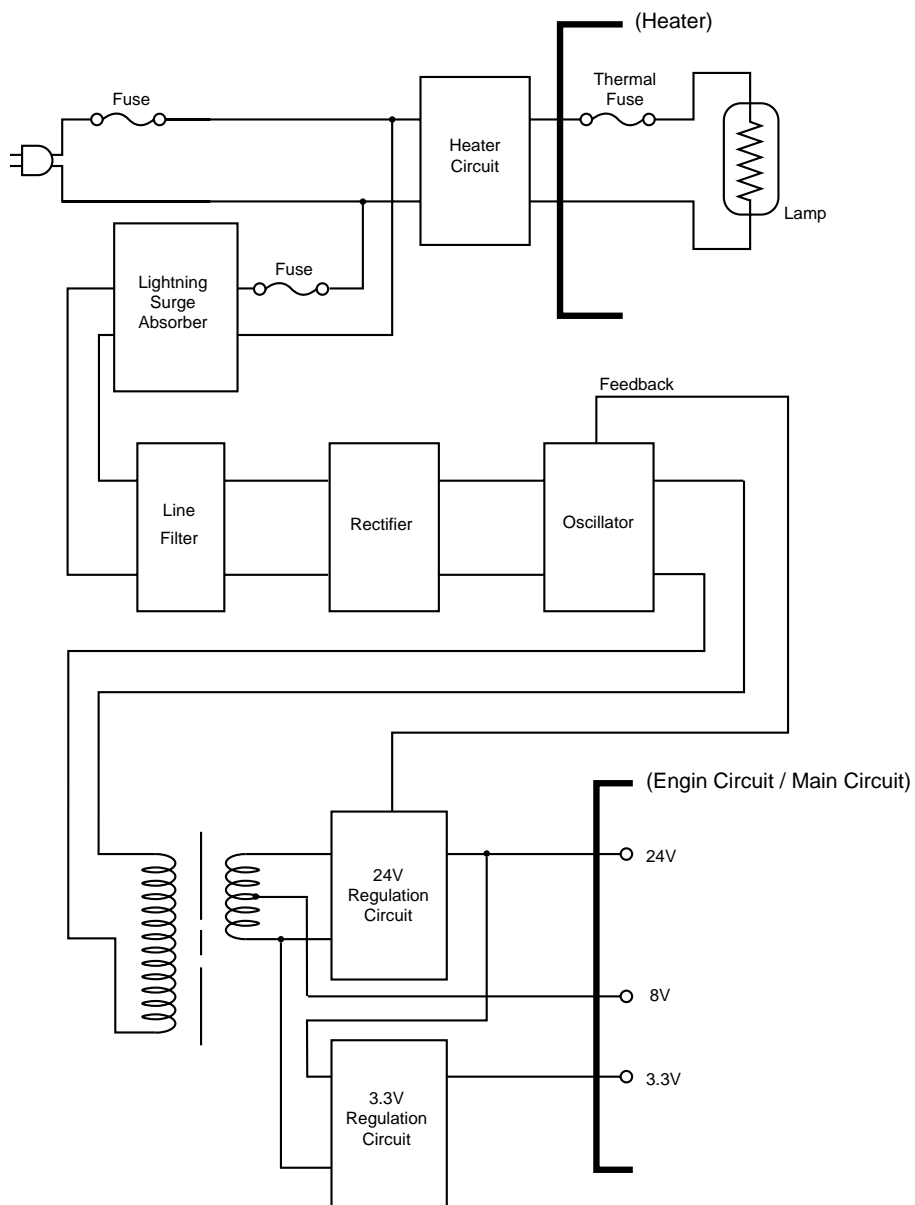 (Heater)
Thermal
Fuse
Fuse
Heater
Circuit
Lamp
Fuse
Lightning
Surge
Absorber
Feedback
Line
Filter
Rectifier
Oscillator
(Engin Circuit / Main Circuit)
24V
Regulation
Circuit
24V
8V
3.3V
3.3V
Regulation
Circuit